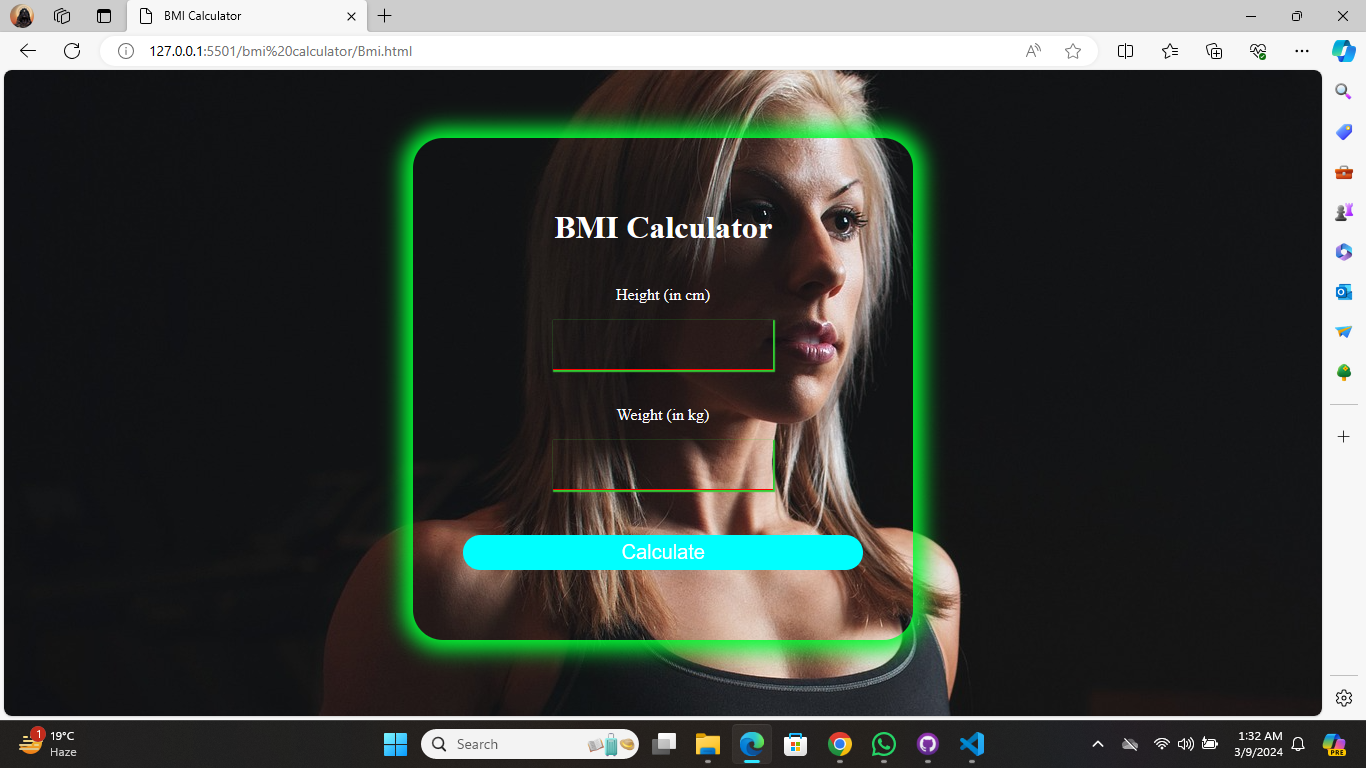 BMI Calculator
127.0.0.1:5501/bmi%20calculator/Bmi.html
BMI Calculator
Height (in cm)
Weight (in kg)
Calculate
1
19°C
Haze
Search
1:32 AM
3/9/2024
PRE